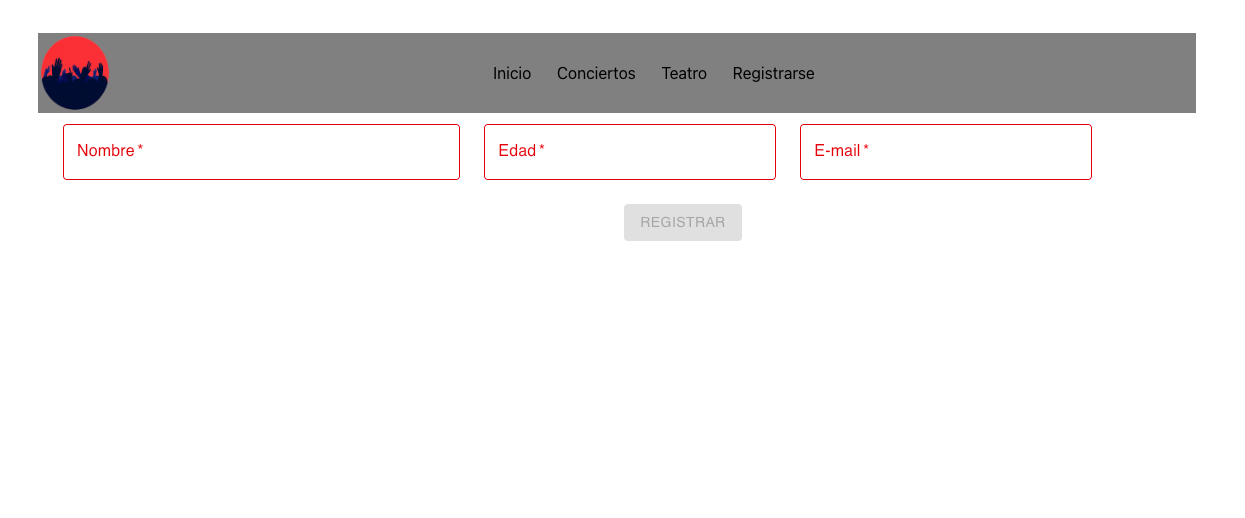 Inicio Conciertos Teatro Registrarse
Nombre * Edad * E-mail *
REGISTRAR